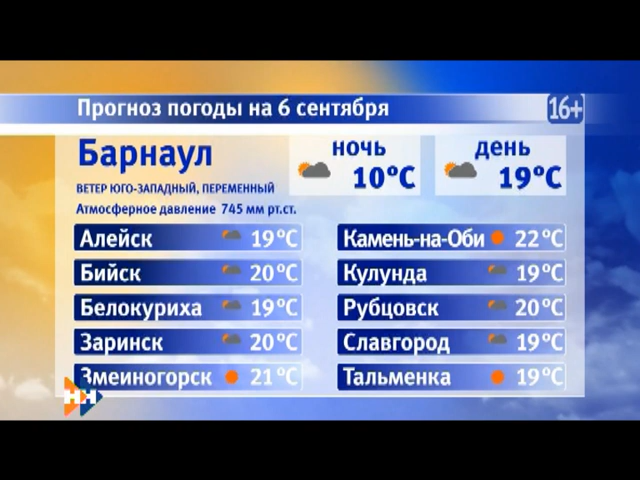 Прогноз погоды на 6 сентября
16+
Барнаул
ночь
10°C
день
19°C
ВЕТЕР ЮГО-ЗАПАДНЫЙ, ПЕРЕМЕННЫЙ
Атмосферное давление 745 мм рт.ст.
Алейск 19°C
Бийск 20°C
Белокуриха 19°C
Заринск 20°C
Змеиногорск 21°C
Камень-на-Оби 22°C
Кулунда 19°C
Рубцовск 20°C
Славгород 19°C
Тальменка 19°C
НН